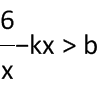 6/x − kx > b